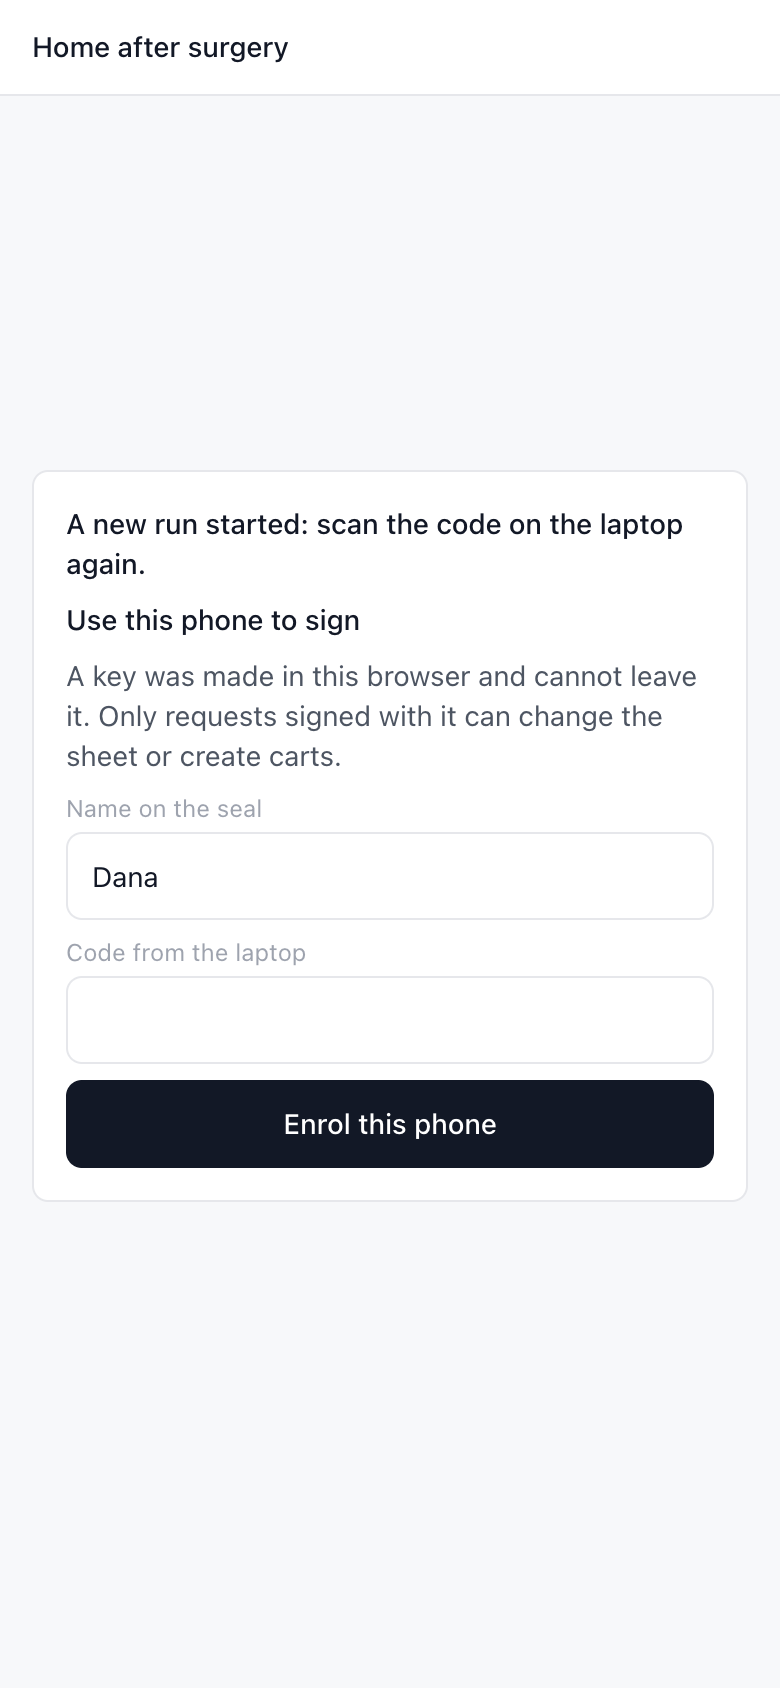 Home after surgery
A new run started: scan the code on the laptop
again.
Use this phone to sign
A key was made in this browser and cannot leave
it. Only requests signed with it can change the
sheet or create carts.
Name on the seal
Dana
Code from the laptop
Enrol this phone